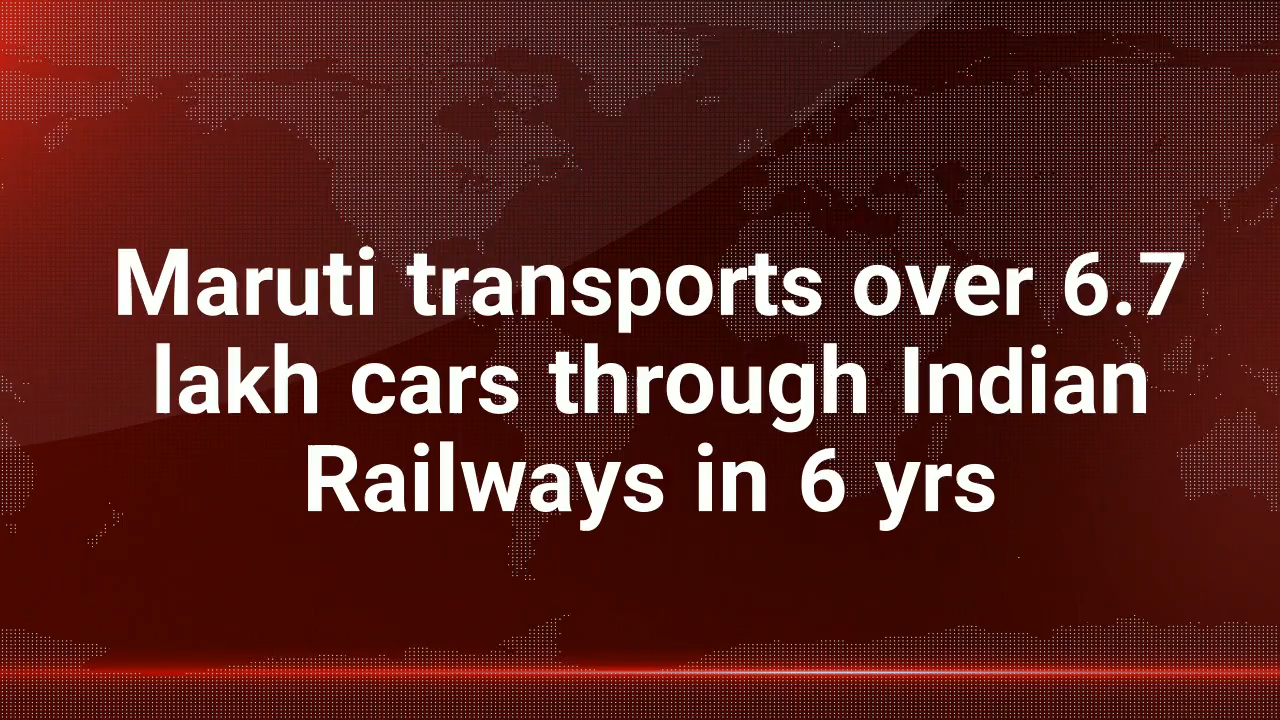 Maruti transports over 6.7
lakh cars through Indian
Railways in 6 yrs